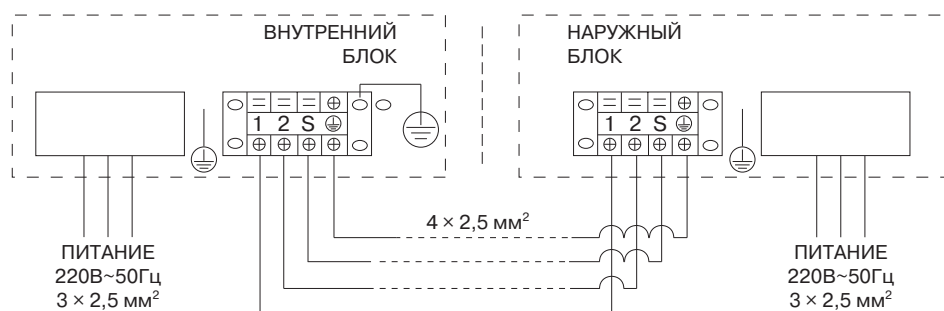 ВНУТРЕННИЙ
БЛОК
НАРУЖНЫЙ
БЛОК
1 2 S
1 2 S
4 × 2,5 мм²
ПИТАНИЕ
220В~50Гц
3 × 2,5 мм²
ПИТАНИЕ
220В~50Гц
3 × 2,5 мм²